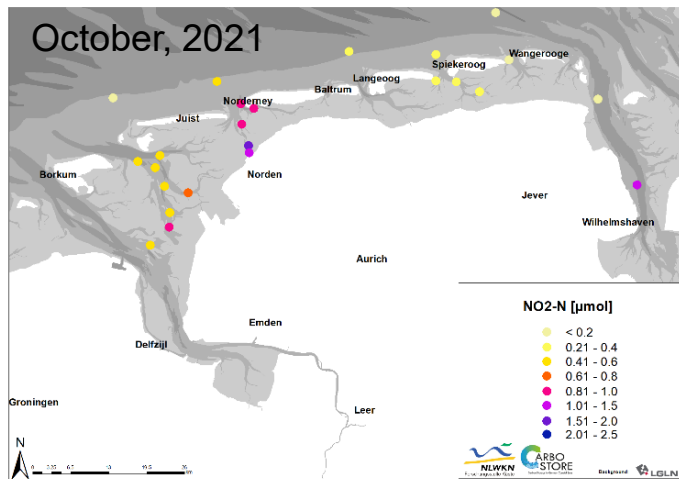 October, 2021
Wangerooge
Spiekeroog
Langeoog
Baltrum
Norderney
Juist
Borkum
Norden
Jever
Wilhelmshaven
Aurich
Emden
Delfzijl
Groningen
Leer
NO2-N [µmol]
< 0.2
0.21 - 0.4
0.41 - 0.6
0.61 - 0.8
0.81 - 1.0
1.01 - 1.5
1.51 - 2.0
2.01 - 2.5
N
NLWKN
CARBO
STORE
Background
LGLN